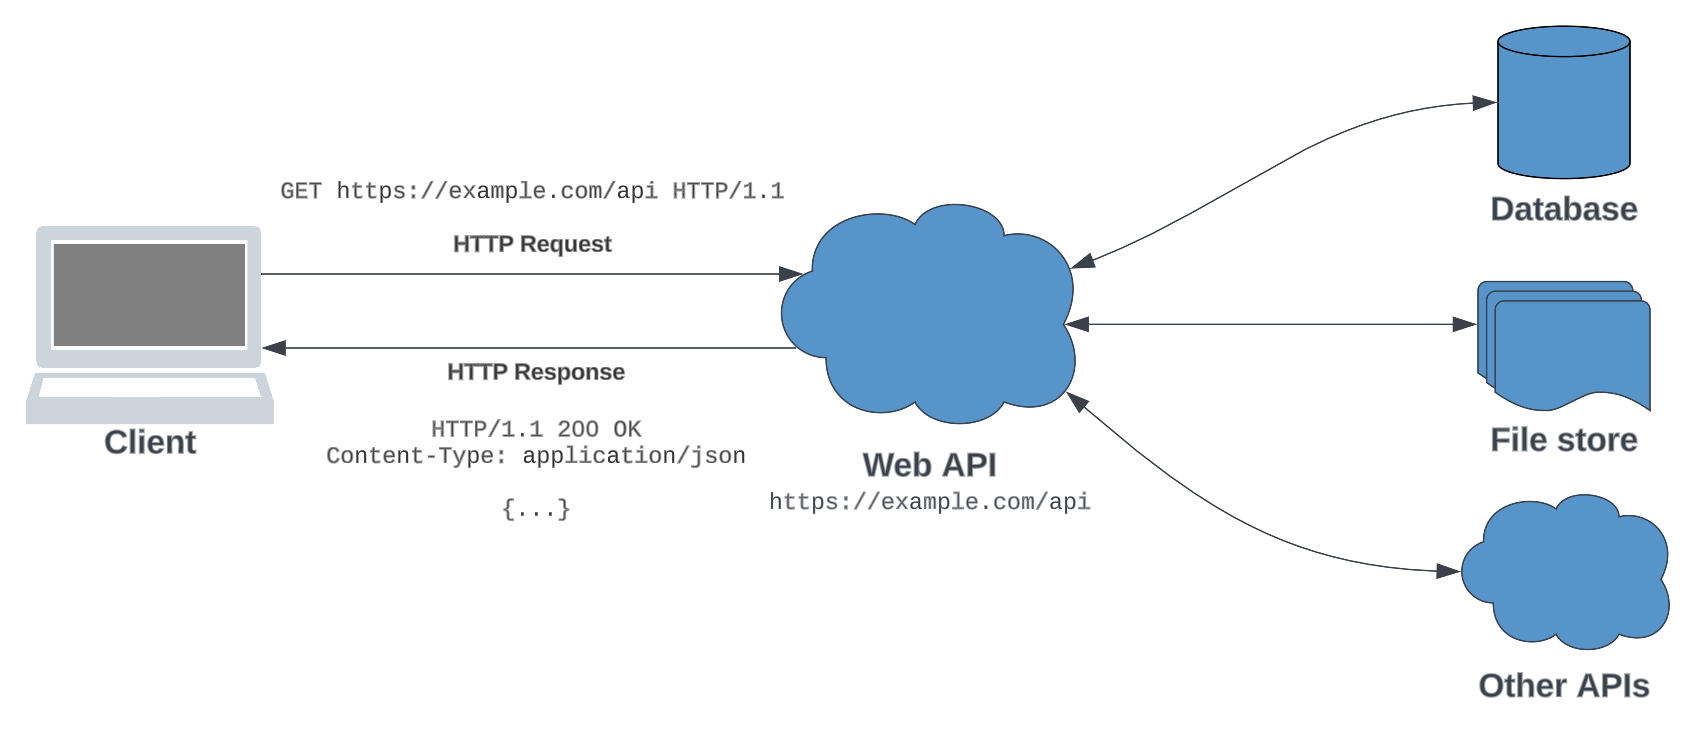 GET https://example.com/api HTTP/1.1
HTTP Request
HTTP Response
HTTP/1.1 200 OK
Content-Type: application/json
{...}
Client
Web API
https://example.com/api
Database
File store
Other APIs